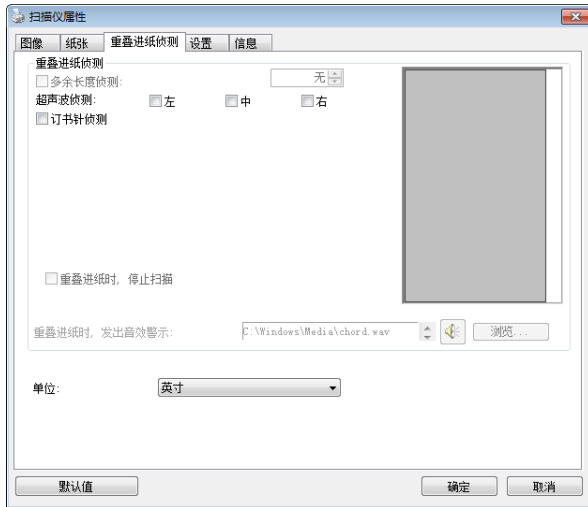 扫描仪属性
图像 纸张 重叠进纸侦测 设置 信息
重叠进纸侦测
多余长度侦测: 无
超声波侦测: 左 中 右
订书针侦测
重叠进纸时, 停止扫描
重叠进纸时, 发出音效警示: C:\Windows\Media\chord.wav 浏览...
单位: 英寸
默认值 确定 取消